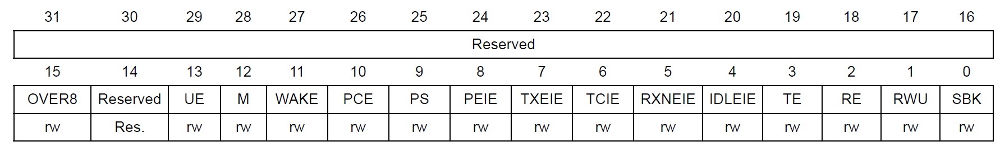 31 30 29 28 27 26 25 24 23 22 21 20 19 18 17 16
Reserved
15 14 13 12 11 10 9 8 7 6 5 4 3 2 1 0
OVER8 Reserved UE M WAKE PCE PS PEIE TXEIE TCIE RXNEIE IDLEIE TE RE RWU SBK
rw Res. rw rw rw rw rw rw rw rw rw rw rw rw rw rw